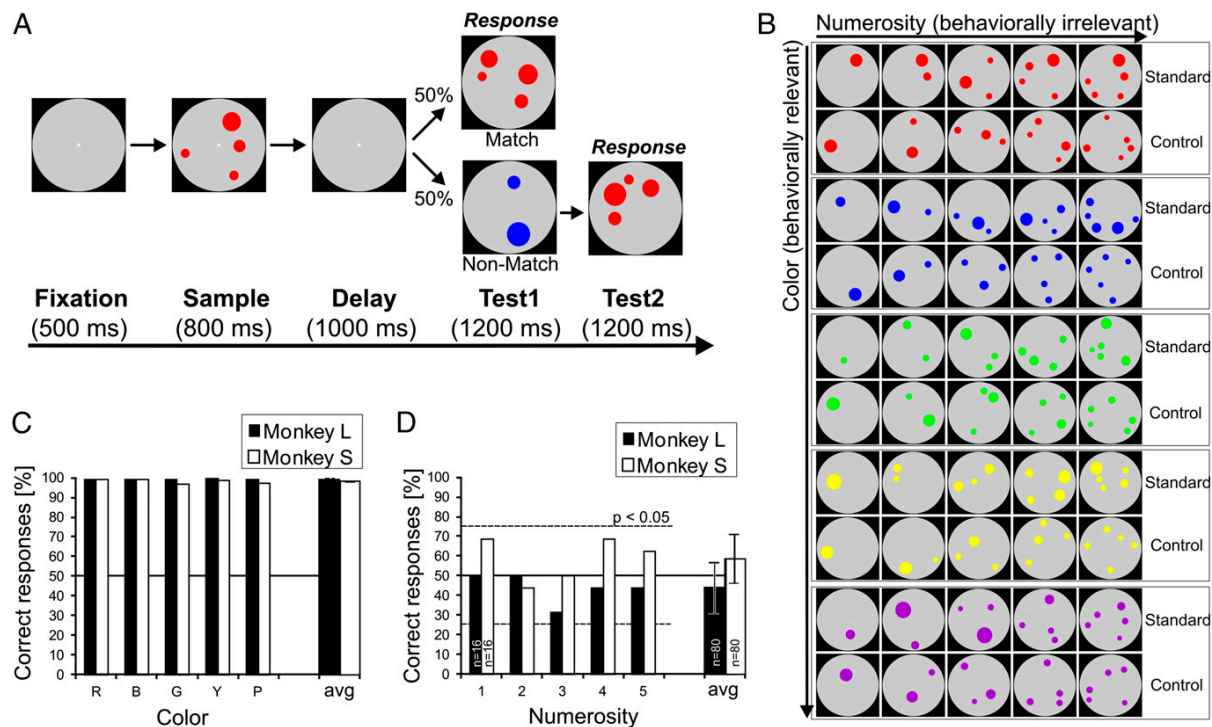 A
Response
50%
Match
50%
Response
Non-Match
Fixation
(500 ms)
Sample
(800 ms)
Delay
(1000 ms)
Test1
(1200 ms)
Test2
(1200 ms)
B
Numerosity (behaviorally irrelevant)
Color (behaviorally relevant)
Standard
Control
Standard
Control
Standard
Control
Standard
Control
Standard
Control
C
Monkey L
Monkey S
Correct responses [%]
100
90
80
70
60
50
40
30
20
10
0
R B G Y P avg
Color
D
Monkey L
Monkey S
Correct responses [%]
100
90
80
70
60
50
40
30
20
10
0
p < 0.05
n=16
n=16
n=80
n=80
1 2 3 4 5 avg
Numerosity